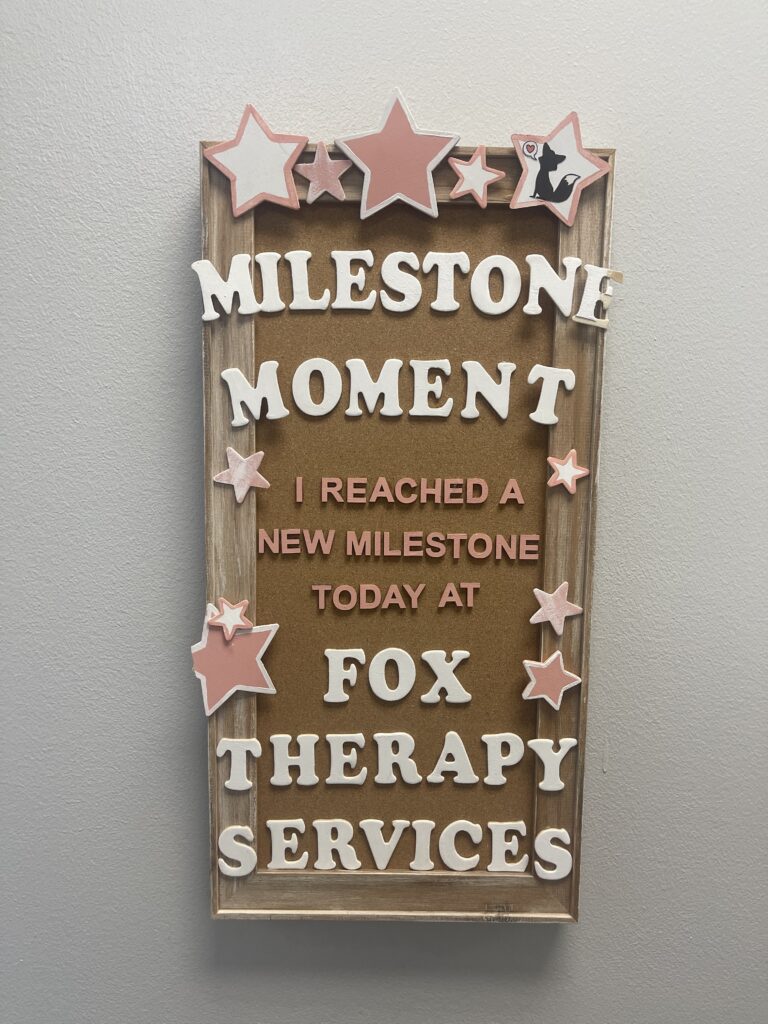 MILESTONE
MOMENT
I REACHED A
NEW MILESTONE
TODAY AT
FOX
THERAPY
SERVICES